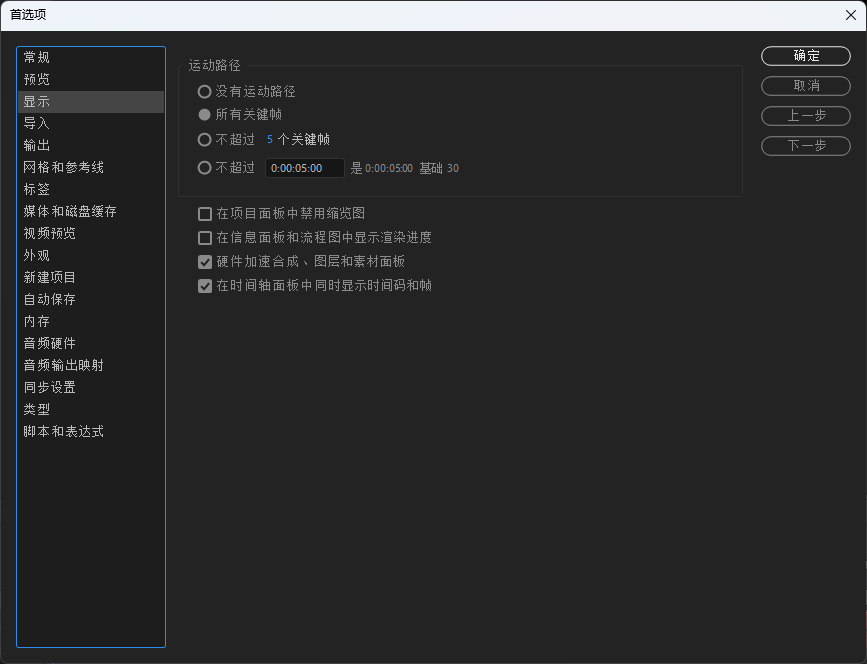 首选项
常规
预览
显示
导入
输出
网格和参考线
标签
媒体和磁盘缓存
视频预览
外观
新建项目
自动保存
内存
音频硬件
音频输出映射
同步设置
类型
脚本和表达式
运动路径
没有运动路径
所有关键帧
不超过 5 个关键帧
不超过 0:00:05:00 是 0:00:05:00 基础 30
在项目面板中禁用缩览图
在信息面板和流程图中显示渲染进度
硬件加速合成、图层和素材面板
在时间轴面板中同时显示时间码和帧
确定
取消
上一步
下一步